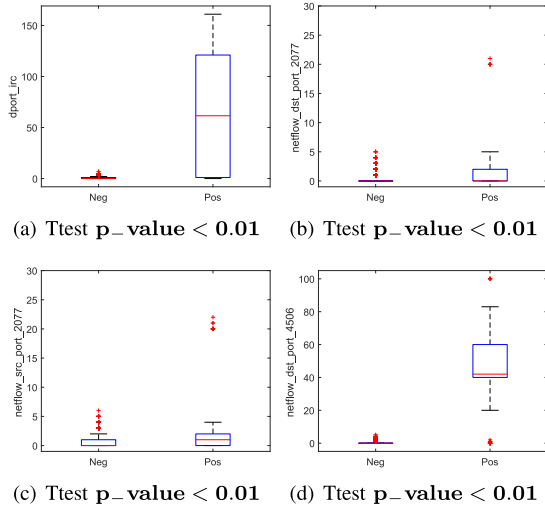 150
100
50
0
dport_irc
Neg
Pos
(a) Ttest p_value < 0.01
30
25
20
15
10
5
0
netflow_dst_port_2077
Neg
Pos
(b) Ttest p_value < 0.01
30
25
20
15
10
5
0
netflow_src_port_2077
Neg
Pos
(c) Ttest p_value < 0.01
100
80
60
40
20
0
netflow_dst_port_4506
Neg
Pos
(d) Ttest p_value < 0.01